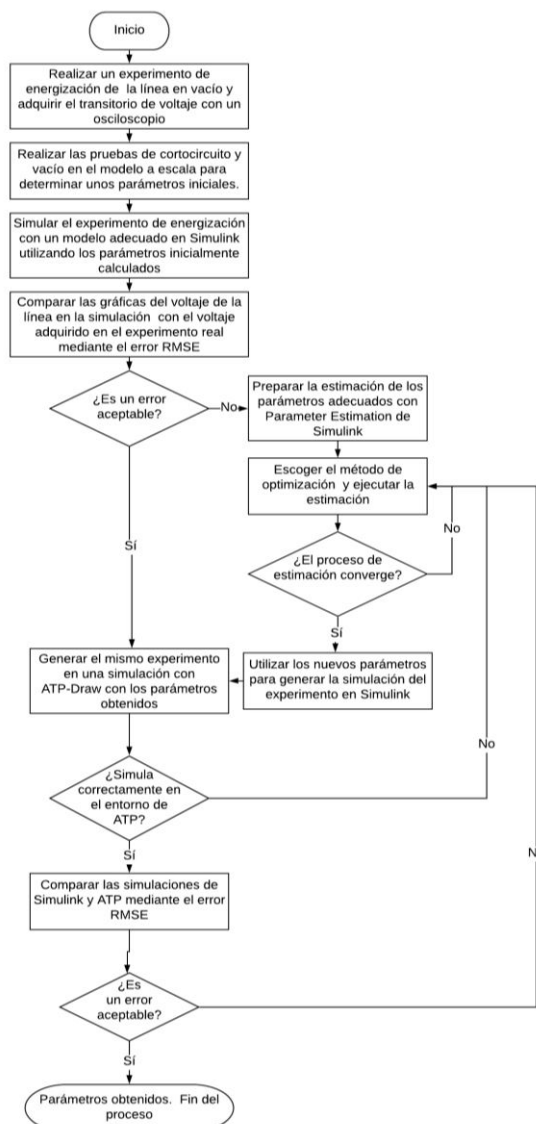 Inicio
Realizar un experimento de
energización de la línea en vacío y
adquirir el transitorio de voltaje con un
osciloscopio
Realizar las pruebas de cortocircuito y
vacío en el modelo a escala para
determinar unos parámetros iniciales.
Simular el experimento de energización
con un modelo adecuado en Simulink
utilizando los parámetros inicialmente
calculados
Comparar las gráficas del voltaje de la
línea en la simulación con el voltaje
adquirido en el experimento real
mediante el error RMSE
¿Es un error
aceptable?
No
Preparar la estimación de los
parámetros adecuados con
Parameter Estimation de
Simulink
Escoger el método de
optimización y ejecutar la
estimación
No
¿El proceso de
estimación converge?
Sí
Sí
Utilizar los nuevos parámetros
para generar la simulación del
experimento en Simulink
Generar el mismo experimento
en una simulación con
ATP-Draw con los parámetros
obtenidos
No
¿Simula
correctamente en
el entorno de
ATP?
Sí
Comparar las simulaciones de
Simulink y ATP mediante el error
RMSE
¿Es
un error
aceptable?
Sí
Parámetros obtenidos. Fin del
proceso